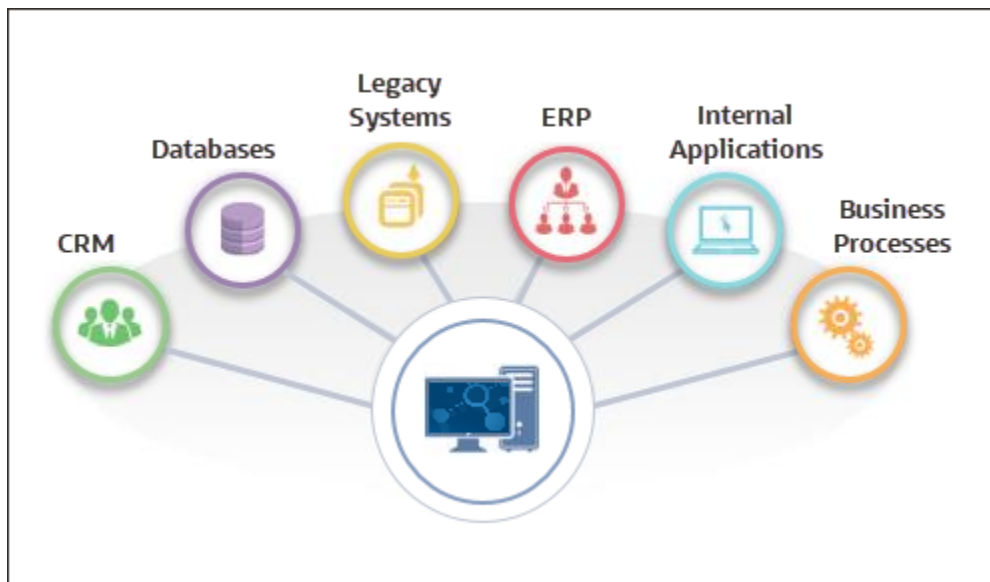 CRM
Databases
Legacy
Systems
ERP
Internal
Applications
Business
Processes